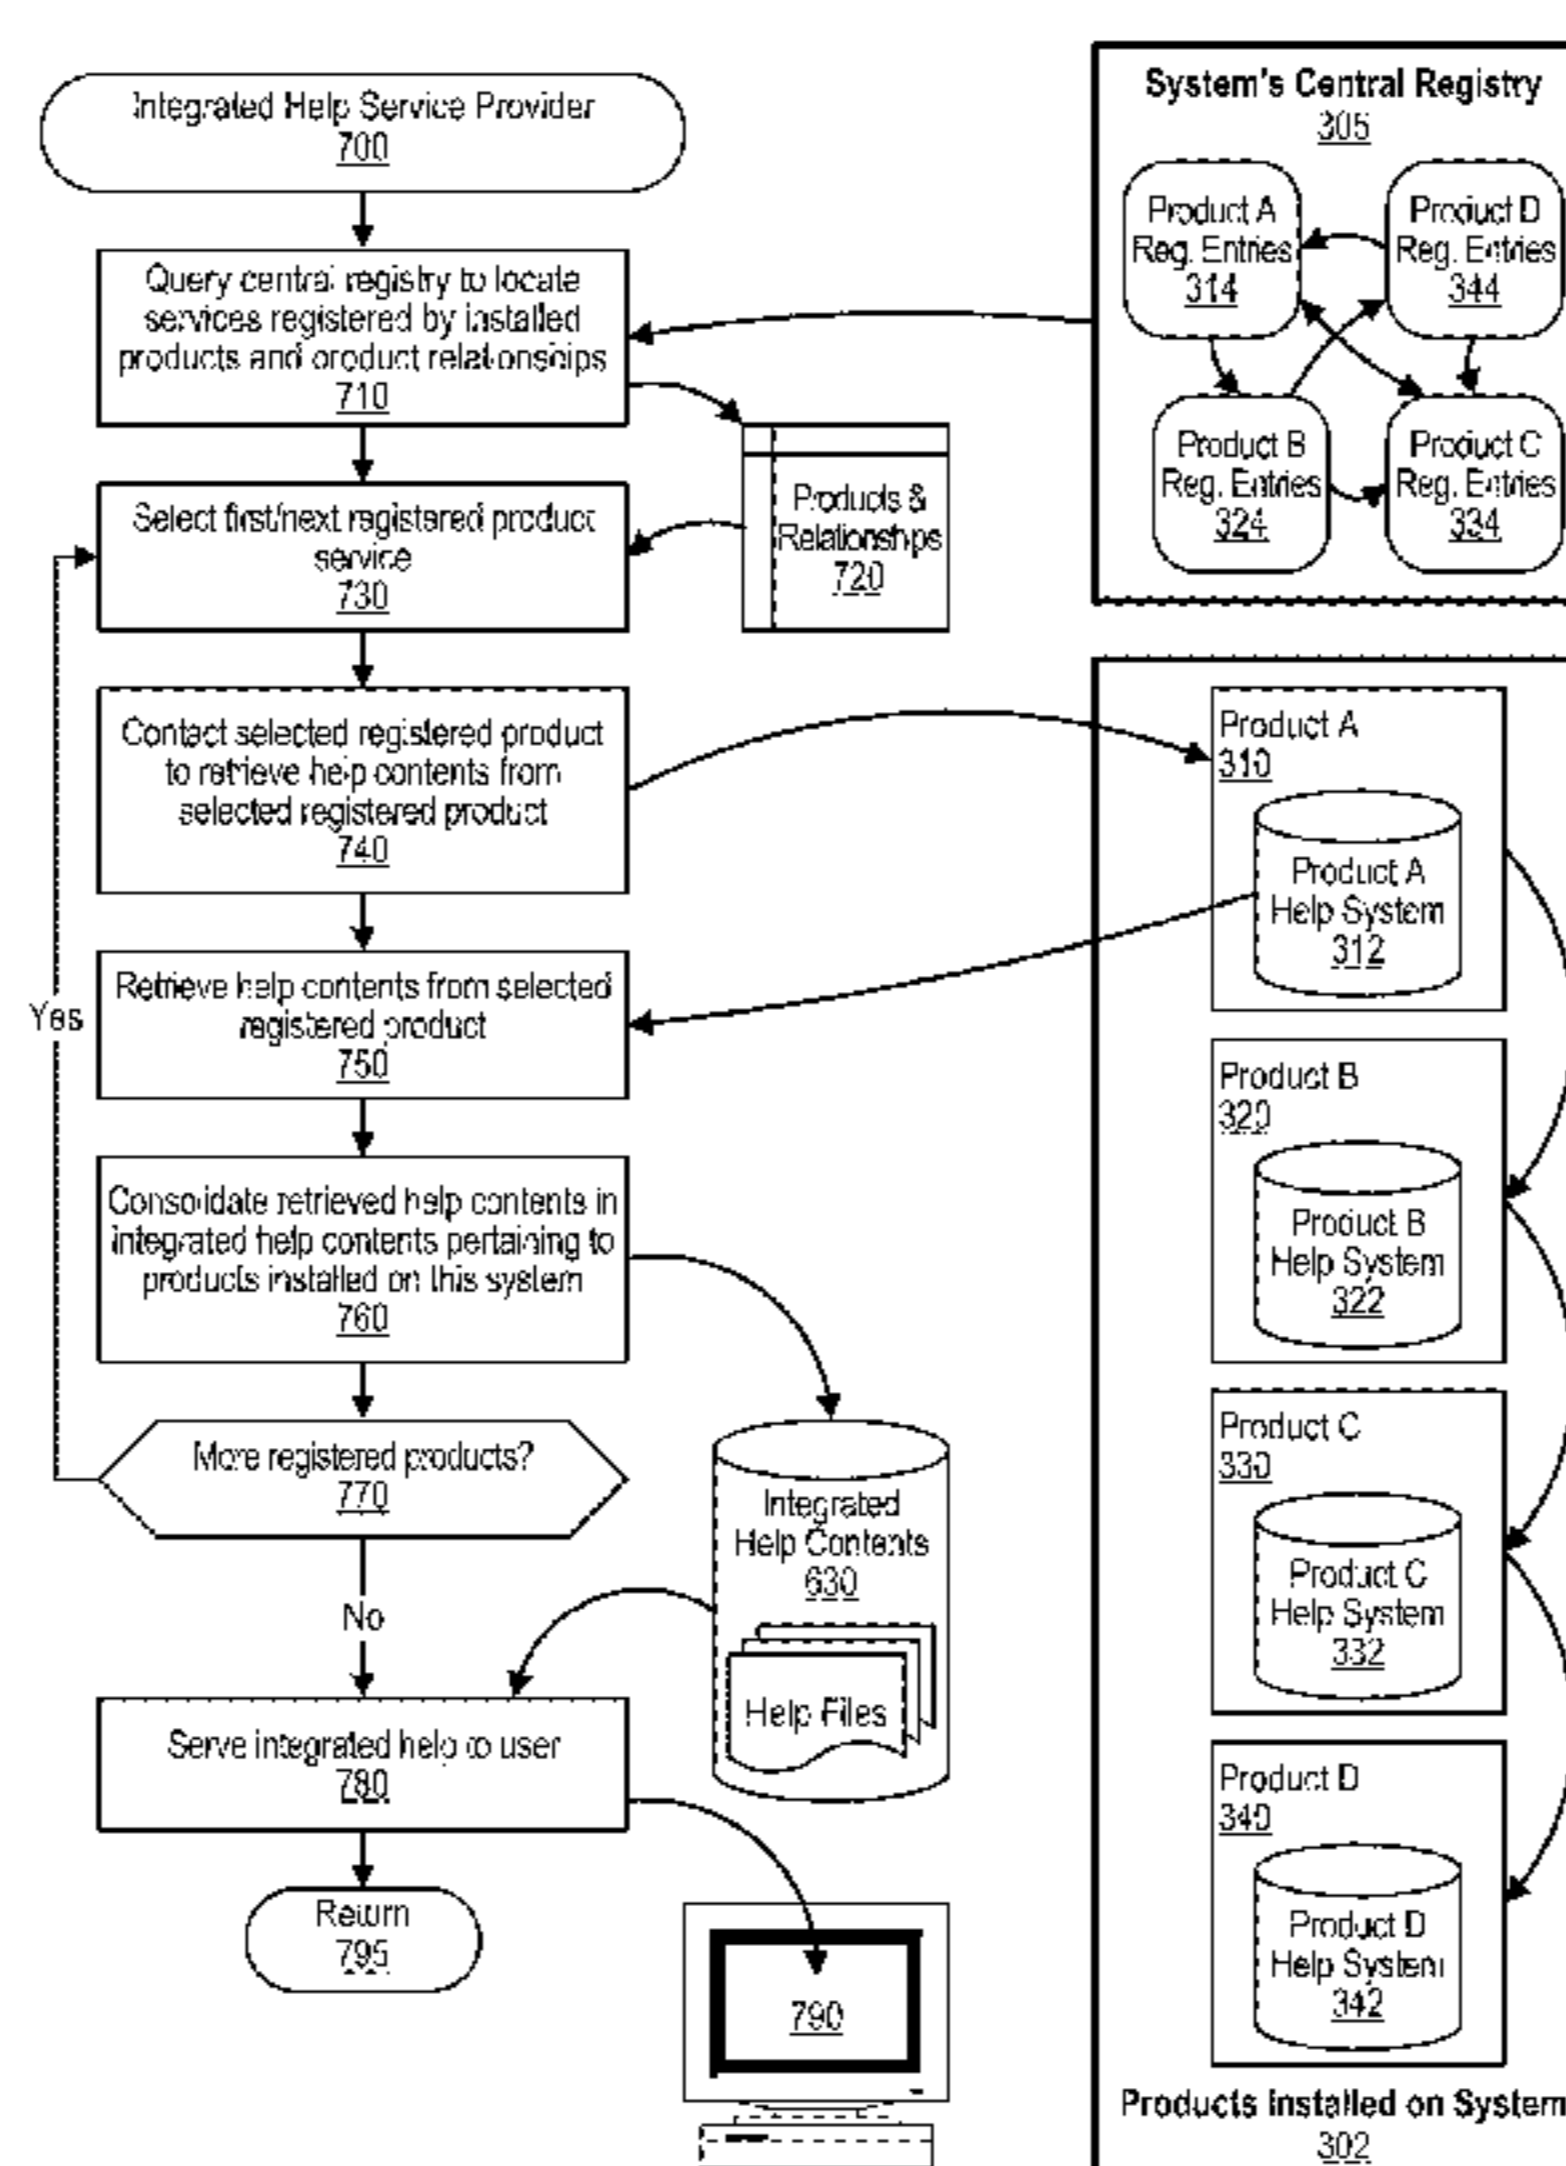 Integrated Help Service Provider
700
Query central registry to locate
services registered by installed
products and product relationships
710
Products &
Relationships
720
Select first/next registered product
service
730
Contact selected registered product
to retrieve help contents from
selected registered product
740
Retrieve help contents from selected
registered product
750
Yes
Consolidate retrieved help contents in
integrated help contents pertaining to
products installed on this system
760
More registered products?
770
No
Integrated
Help Contents
630
Help Files
Serve integrated help to user
780
Return
795
790
System's Central Registry
305
Product A
Reg. Entries
314
Product D
Reg. Entries
344
Product B
Reg. Entries
324
Product C
Reg. Entries
334
Product A
310
Product A
Help System
312
Product B
320
Product B
Help System
322
Product C
330
Product C
Help System
332
Product D
340
Product D
Help System
342
Products Installed on System
302